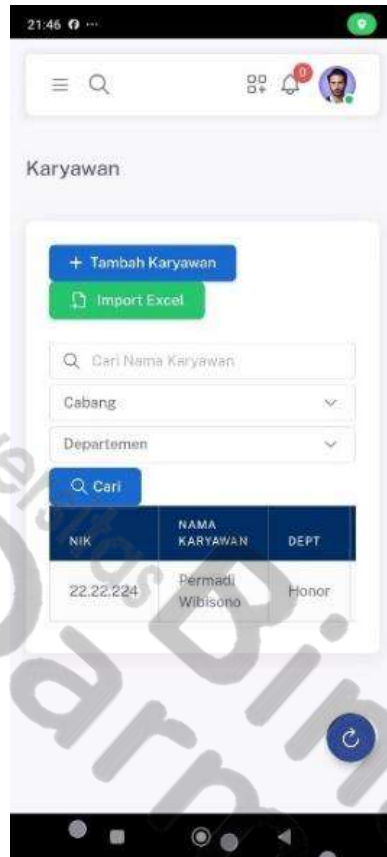 21:46
0
Karyawan
+ Tambah Karyawan
Import Excel
Cari Nama Karyawan
Cabang
Departemen
Cari
NIK NAMA KARYAWAN DEPT
22.22.224 Permadi Wibisono Honor